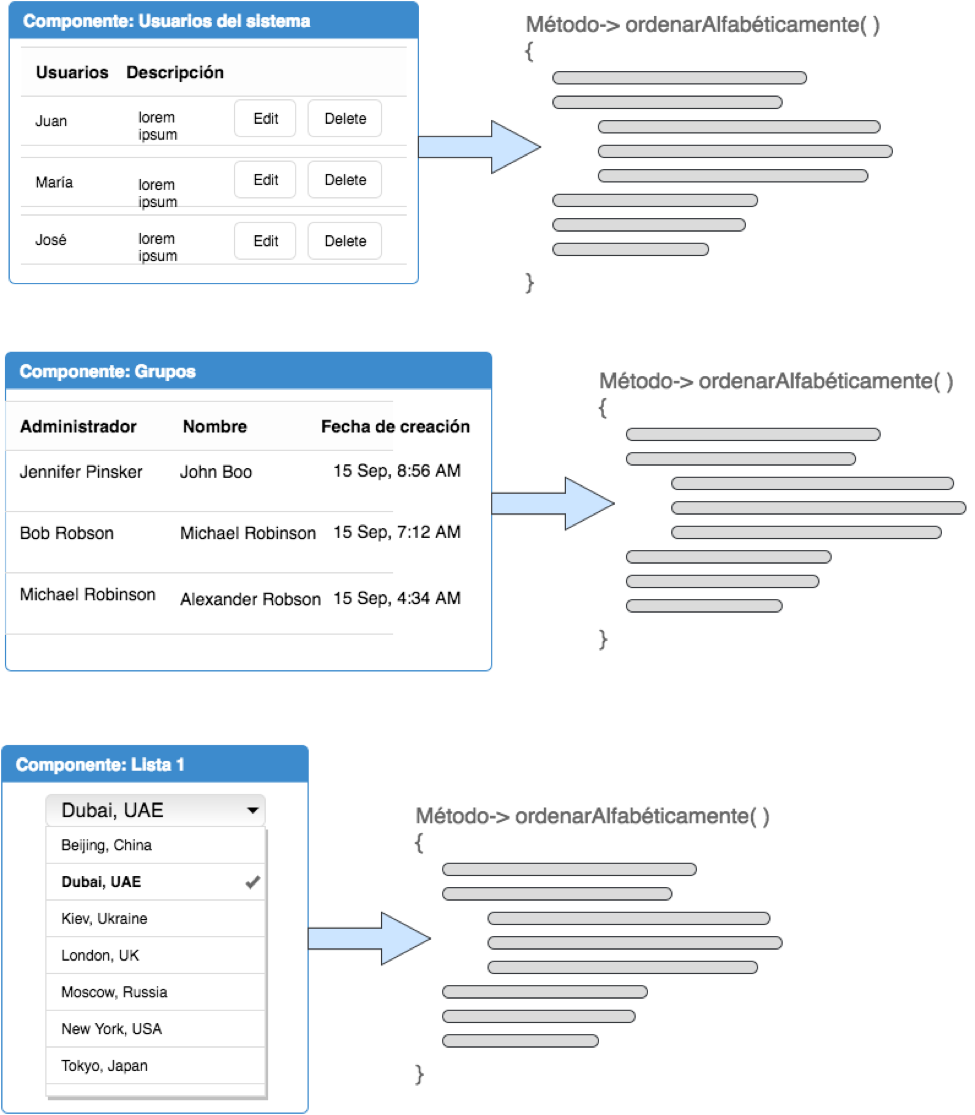 Componente: Usuarios del sistema
Usuarios Descripción
Juan lorem ipsum Edit Delete
María lorem ipsum Edit Delete
José lorem ipsum Edit Delete
Método-> ordenarAlfabéticamente( )
{
}
Componente: Grupos
Administrador Nombre Fecha de creación
Jennifer Pinsker John Boo 15 Sep, 8:56 AM
Bob Robson Michael Robinson 15 Sep, 7:12 AM
Michael Robinson Alexander Robson 15 Sep, 4:34 AM
Método-> ordenarAlfabéticamente( )
{
}
Componente: Lista 1
Dubai, UAE
Beijing, China
Dubai, UAE
Kiev, Ukraine
London, UK
Moscow, Russia
New York, USA
Tokyo, Japan
Método-> ordenarAlfabéticamente( )
{
}